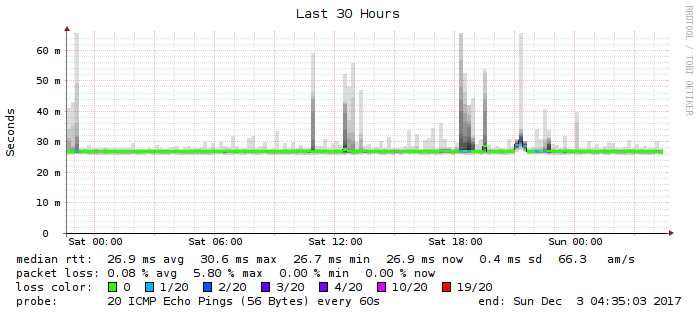 Last 30 Hours
RRDTOOL / TOBI OETIKER
Seconds
60 m
50 m
40 m
30 m
20 m
10 m
0
Sat 00:00 Sat 06:00 Sat 12:00 Sat 18:00 Sun 00:00
median rtt: 26.9 ms avg 30.6 ms max 26.7 ms min 26.9 ms now 0.4 ms sd 66.3 am/s
packet loss: 0.08 % avg 5.80 % max 0.00 % min 0.00 % now
loss color: 0 1/20 2/20 3/20 4/20 10/20 19/20
probe: 20 ICMP Echo Pings (56 Bytes) every 60s end: Sun Dec 3 04:35:03 2017